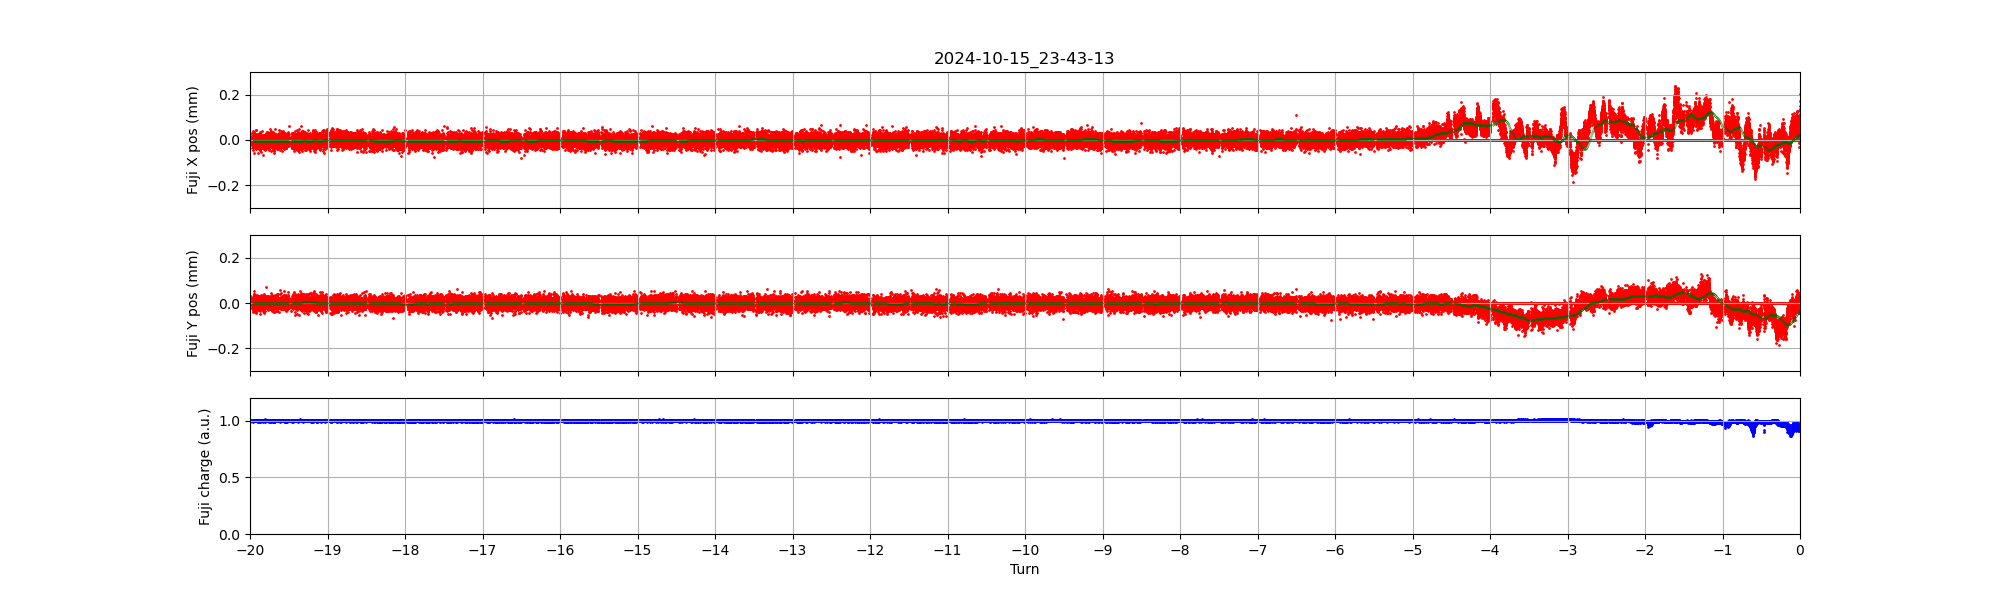 2024-10-15_23-43-13
Fuji X pos (mm)
0.2
0.0
−0.2
Fuji Y pos (mm)
0.2
0.0
−0.2
Fuji charge (a.u.)
1.0
0.5
0.0
−20 −19 −18 −17 −16 −15 −14 −13 −12 −11 −10 −9 −8 −7 −6 −5 −4 −3 −2 −1 0
Turn